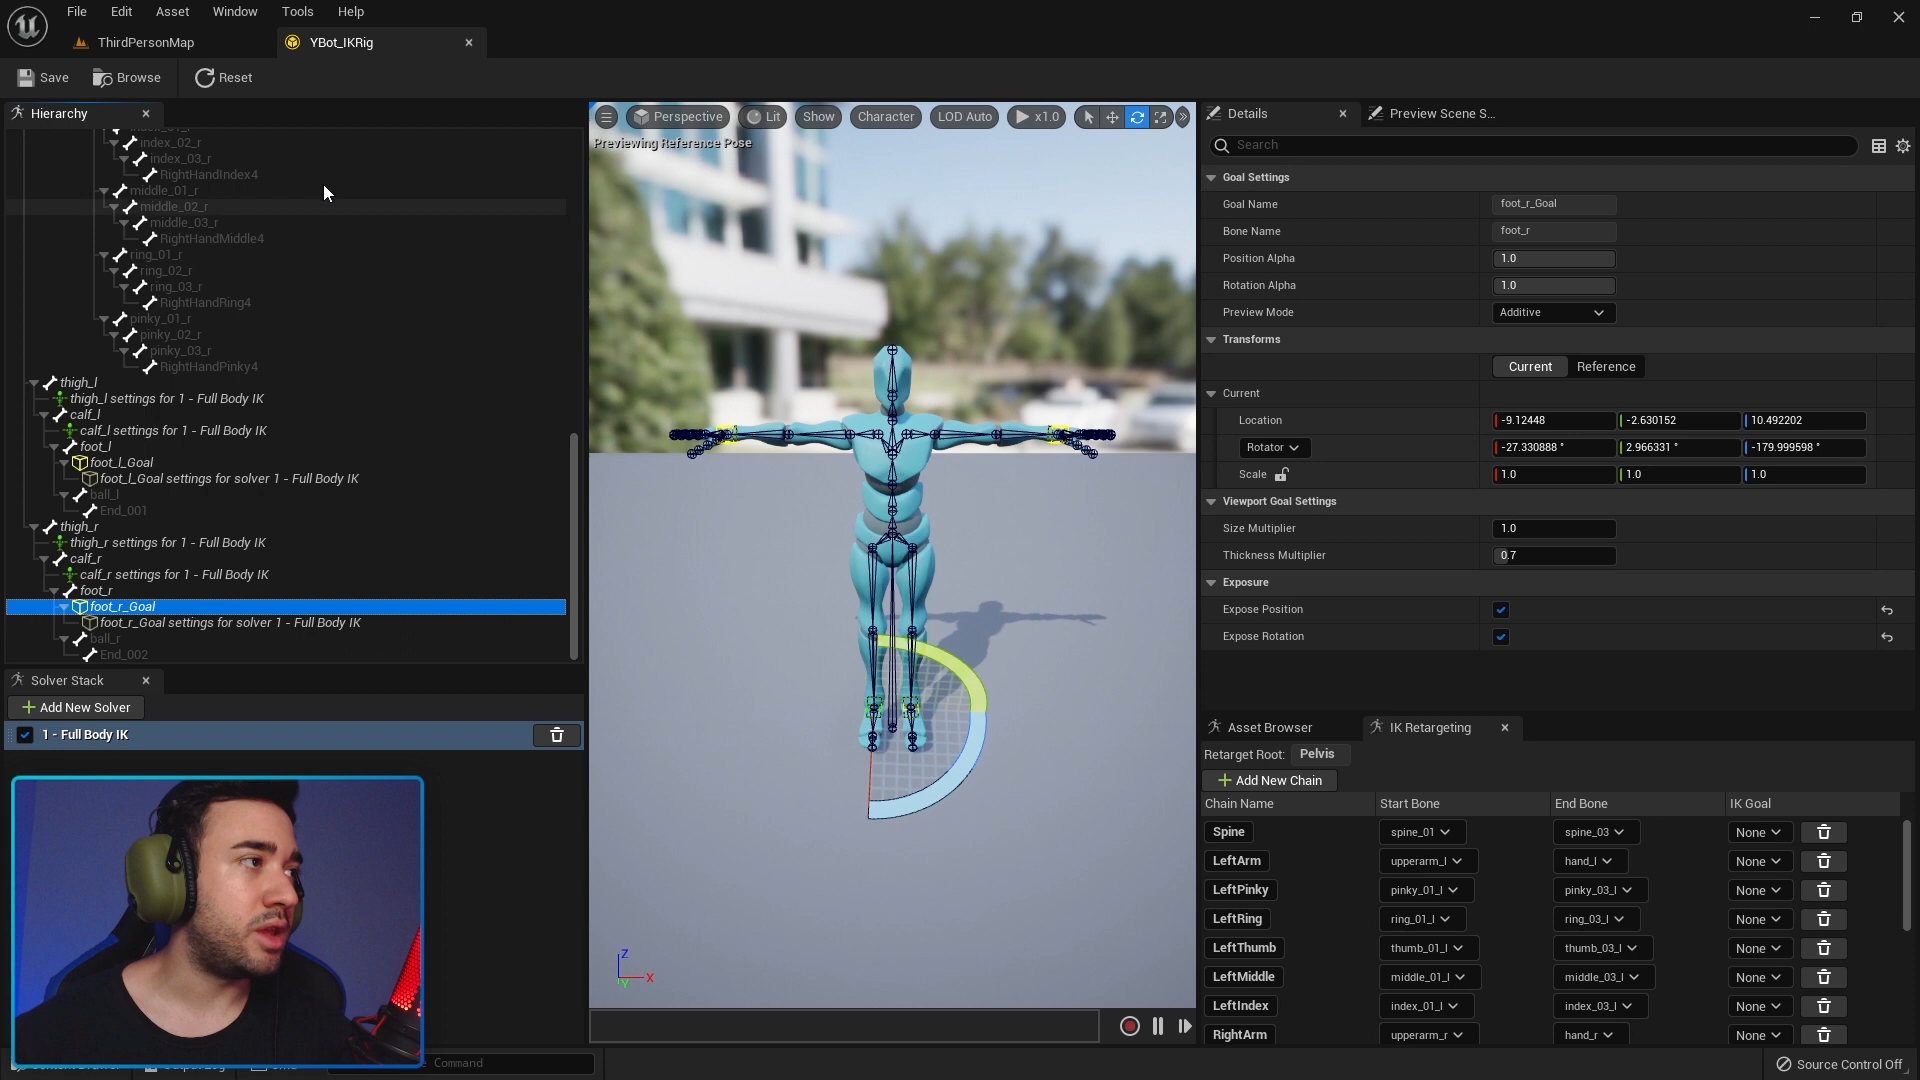 File Edit Asset Window Tools Help
ThirdPersonMap
YBot_IKRig
Save Browse Reset
Hierarchy
index_02_r
index_03_r
RightHandIndex4
middle_01_r
middle_02_r
middle_03_r
RightHandMiddle4
ring_01_r
ring_02_r
ring_03_r
RightHandRing4
pinky_01_r
pinky_02_r
pinky_03_r
RightHandPinky4
thigh_l
thigh_l settings for 1 - Full Body IK
calf_l
calf_l settings for 1 - Full Body IK
foot_l
foot_l_Goal
foot_l_Goal settings for solver 1 - Full Body IK
ball_l
End_001
thigh_r
thigh_r settings for 1 - Full Body IK
calf_r
calf_r settings for 1 - Full Body IK
foot_r
foot_r_Goal
foot_r_Goal settings for solver 1 - Full Body IK
ball_r
End_002
Solver Stack
Add New Solver
1 - Full Body IK
Perspective Lit Show Character LOD Auto x1.0
Previewing Reference Pose
Z
X
Y
Details
Preview Scene S...
Search
Goal Settings
Goal Name foot_r_Goal
Bone Name foot_r
Position Alpha 1.0
Rotation Alpha 1.0
Preview Mode Additive
Transforms
Current Reference
Current
Location -9.12448 -2.630152 10.492202
Rotator -27.330888 ° 2.966331 ° -179.999598 °
Scale 1.0 1.0 1.0
Viewport Goal Settings
Size Multiplier 1.0
Thickness Multiplier 0.7
Exposure
Expose Position
Expose Rotation
Asset Browser
IK Retargeting
Retarget Root: Pelvis
Add New Chain
Chain Name Start Bone End Bone IK Goal
Spine spine_01 spine_03 None
LeftArm upperarm_l hand_l None
LeftPinky pinky_01_l pinky_03_l None
LeftRing ring_01_l ring_03_l None
LeftThumb thumb_01_l thumb_03_l None
LeftMiddle middle_01_l middle_03_l None
LeftIndex index_01_l index_03_l None
RightArm upperarm_r hand_r None
Command
Source Control Off